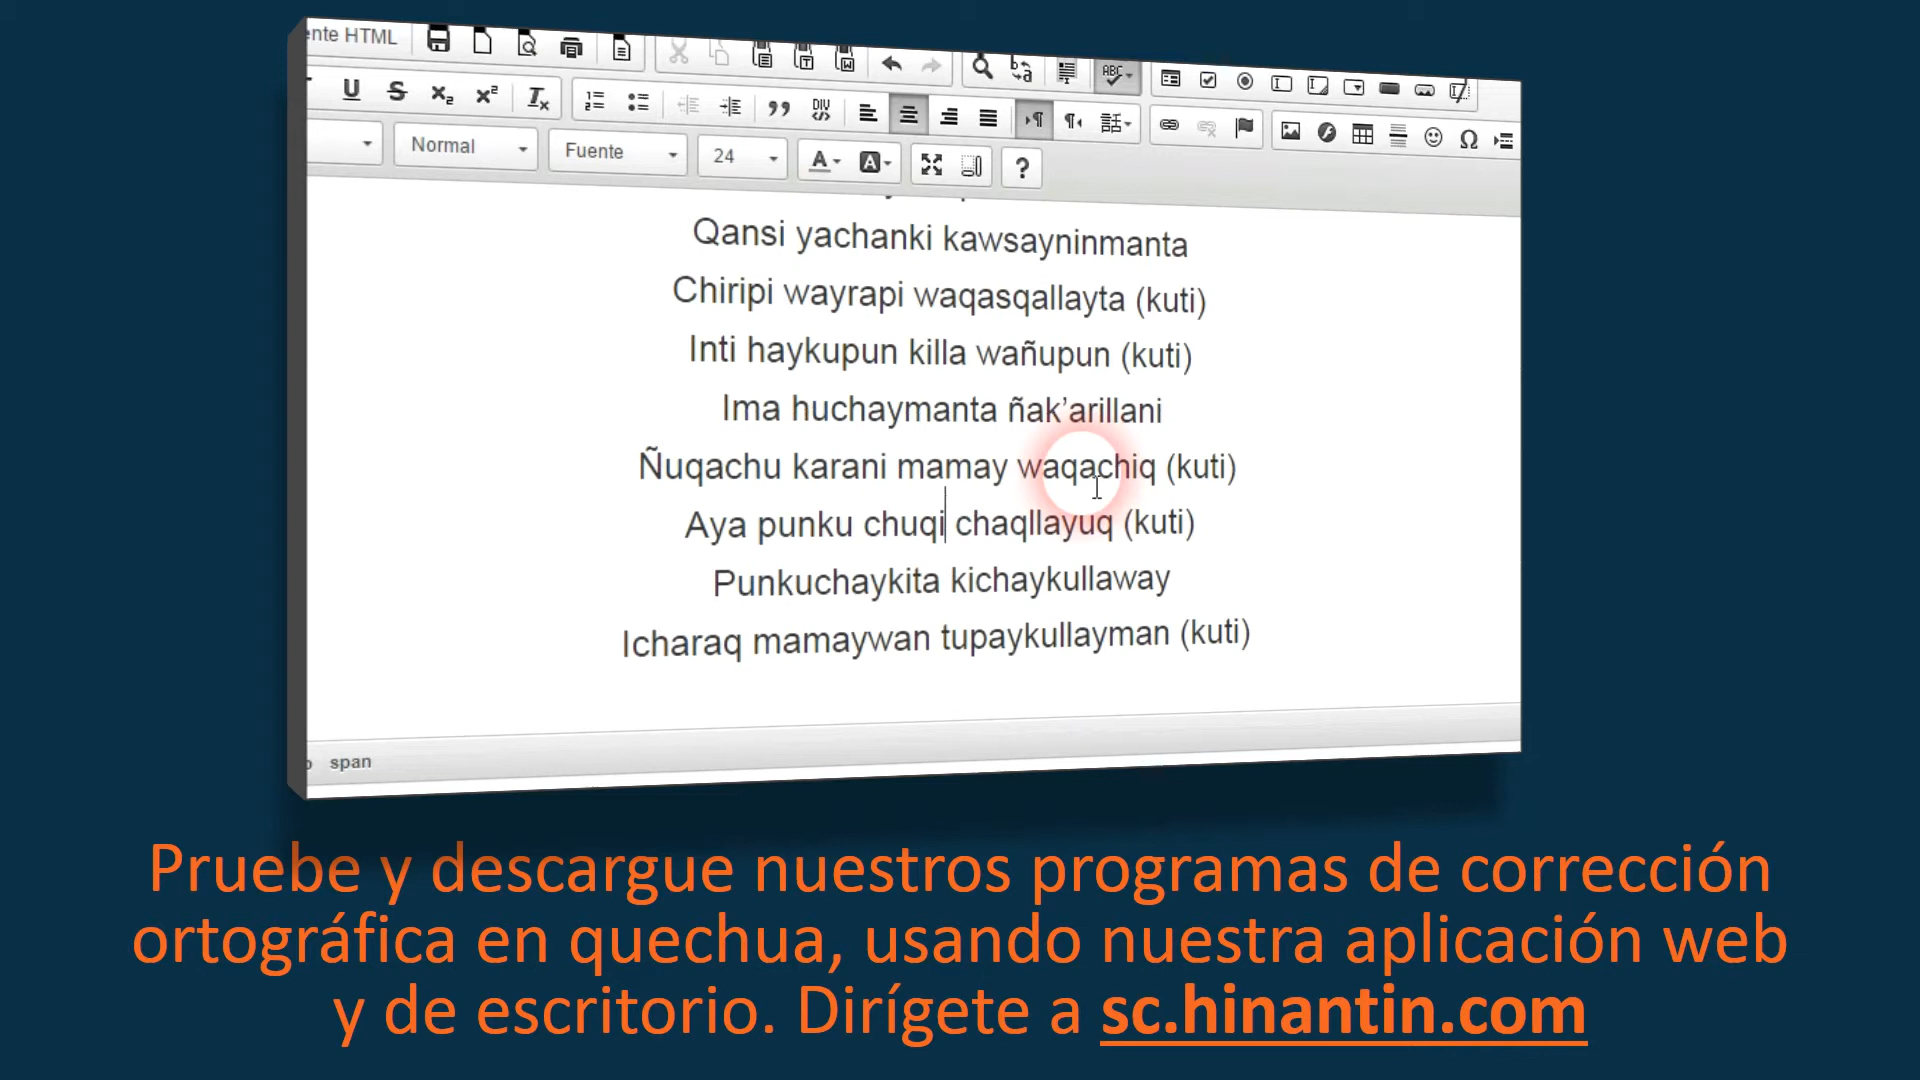 ente HTML
Normal Fuente 24
Qansi yachanki kawsayninmanta
Chiripi wayrapi waqasqallayta (kuti)
Inti haykupun killa wañupun (kuti)
Ima huchaymanta ñak’arillani
Ñuqachu karani mamay waqachiq (kuti)
Aya punku chuqi chaqllayuq (kuti)
Punkuchaykita kichaykullaway
Icharaq mamaywan tupaykullayman (kuti)
span
Pruebe y descargue nuestros programas de corrección
ortográfica en quechua, usando nuestra aplicación web
y de escritorio. Dirígete a sc.hinantin.com